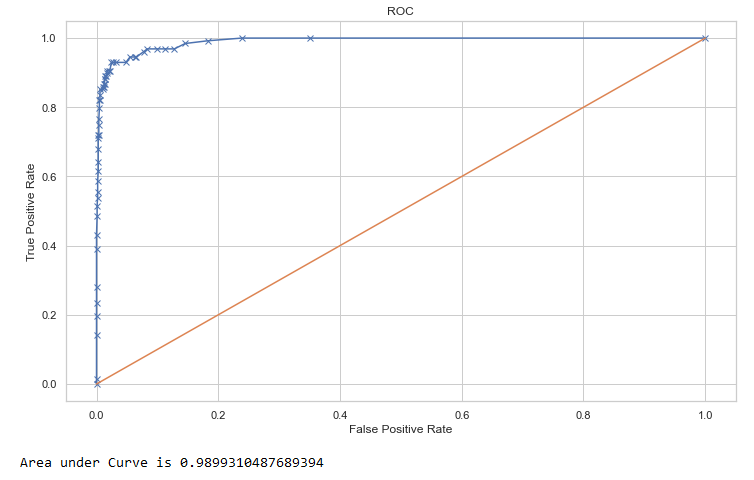 ROC
1.0
0.8
0.6
0.4
0.2
0.0
True Positive Rate
0.0 0.2 0.4 0.6 0.8 1.0
False Positive Rate
Area under Curve is 0.9899310487689394